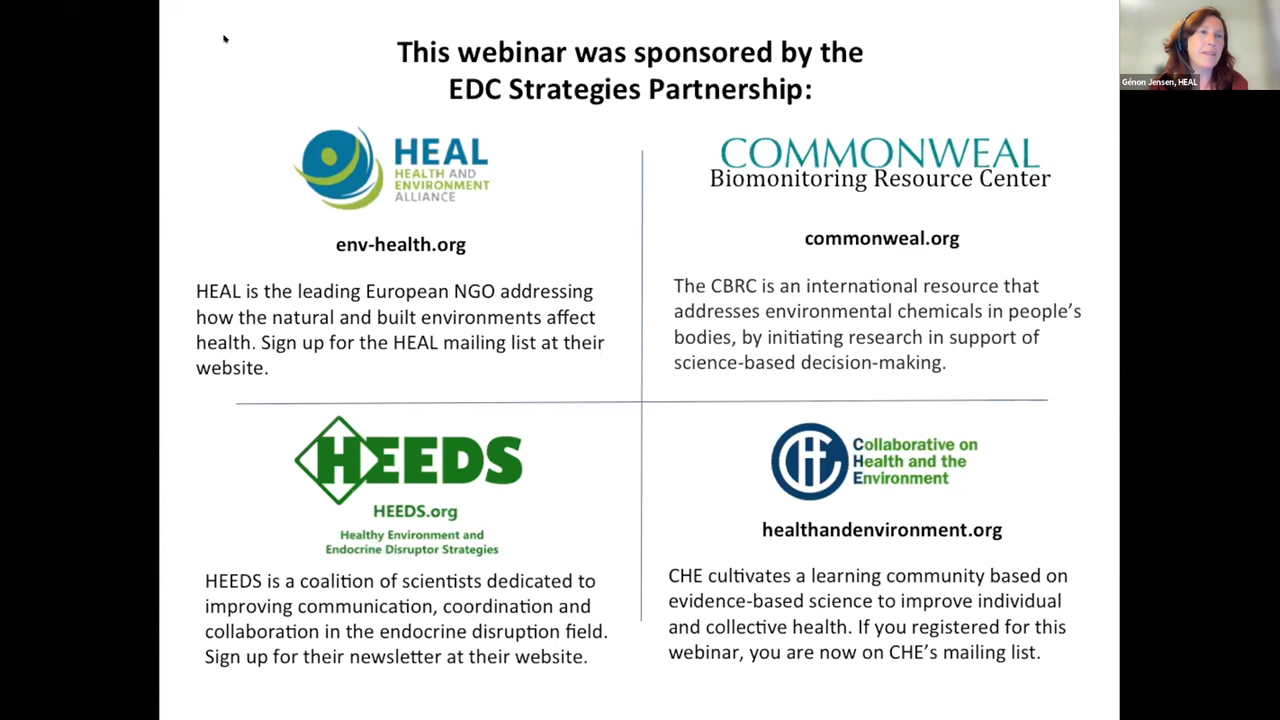 This webinar was sponsored by the
EDC Strategies Partnership:
HEAL
HEALTH AND
ENVIRONMENT
ALLIANCE
env-health.org
HEAL is the leading European NGO addressing
how the natural and built environments affect
health. Sign up for the HEAL mailing list at their
website.
COMMONWEAL
Biomonitoring Resource Center
commonweal.org
The CBRC is an international resource that
addresses environmental chemicals in people's
bodies, by initiating research in support of
science-based decision-making.
HEEDS
HEEDS.org
Healthy Environment and
Endocrine Disruptor Strategies
HEEDS is a coalition of scientists dedicated to
improving communication, coordination and
collaboration in the endocrine disruption field.
Sign up for their newsletter at their website.
CHE
Collaborative on
Health and the
Environment
healthandenvironment.org
CHE cultivates a learning community based on
evidence-based science to improve individual
and collective health. If you registered for this
webinar, you are now on CHE's mailing list.
Génon Jensen, HEAL